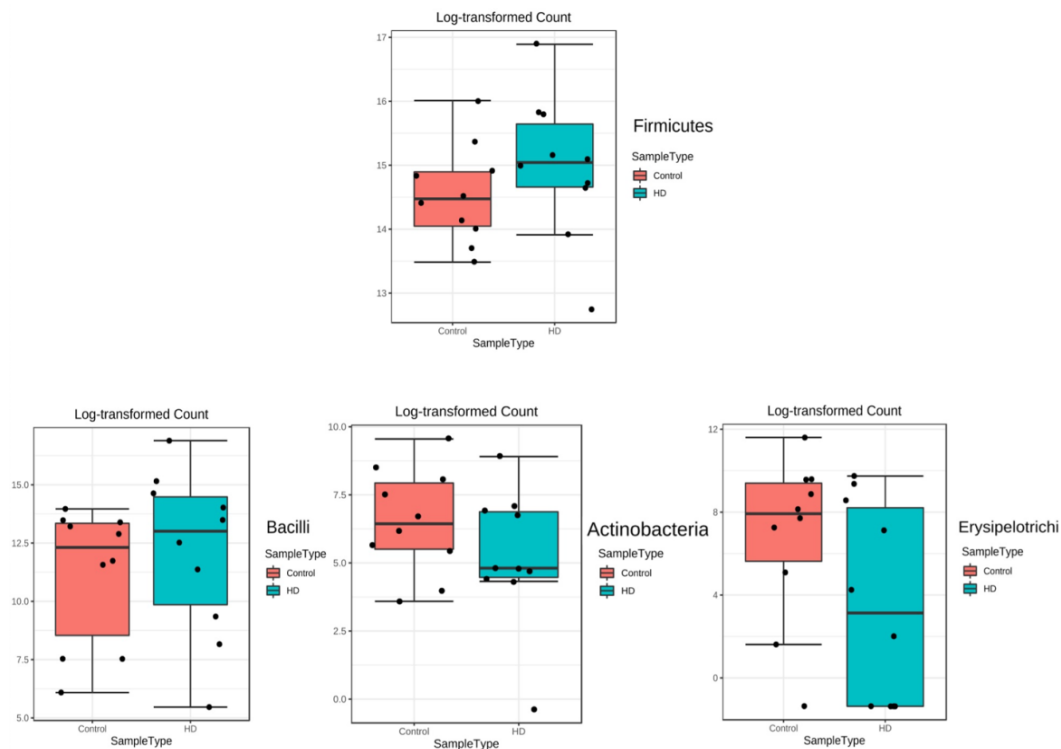 Log-transformed Count
17
16
15
14
13
Control
HD
SampleType
Firmicutes
SampleType
Control
HD
Log-transformed Count
15.0
12.5
10.0
7.5
5.0
Control
HD
SampleType
Bacilli
SampleType
Control
HD
Log-transformed Count
10.0
7.5
5.0
2.5
0.0
Control
HD
SampleType
Actinobacteria
SampleType
Control
HD
Log-transformed Count
12
8
4
0
Control
HD
SampleType
Erysipelotrichi
SampleType
Control
HD